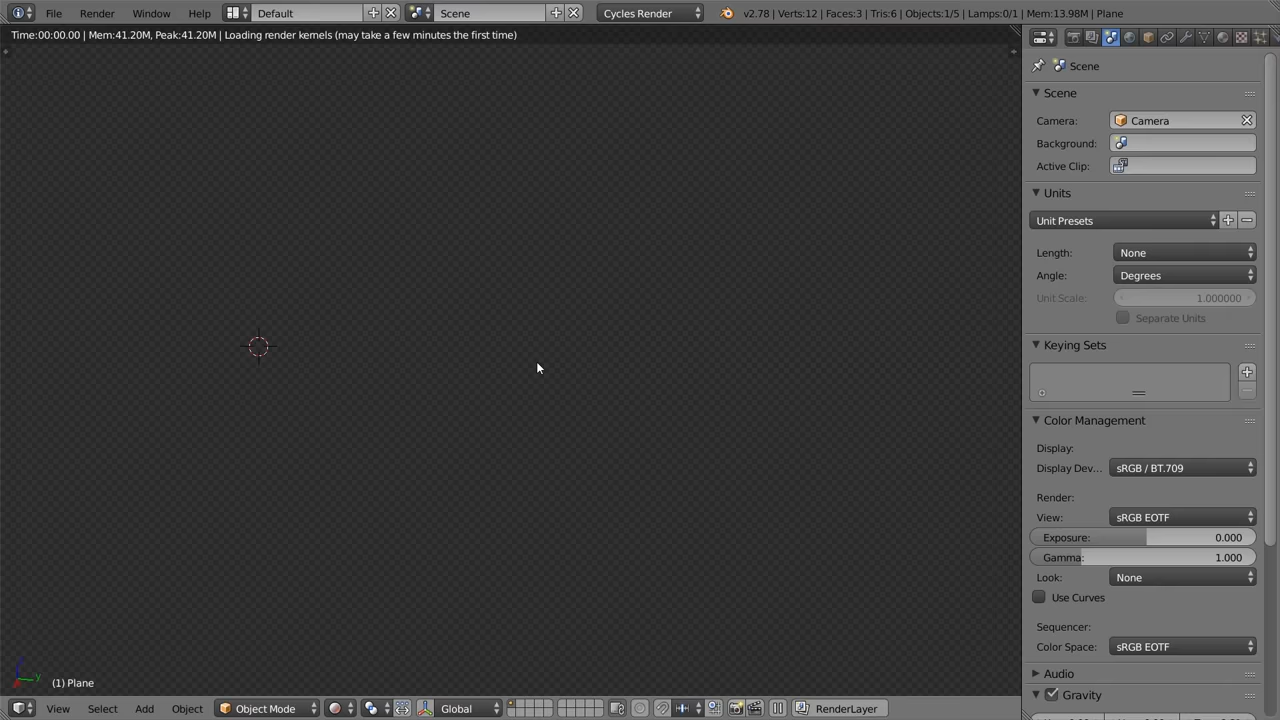 File Render Window Help Default Scene Cycles Render v2.78 | Verts:12 | Faces:3 | Tris:6 | Objects:1/5 | Lamps:0/1 | Mem:13.98M | Plane
Time:00:00.00 | Mem:41.20M, Peak:41.20M | Loading render kernels (may take a few minutes the first time)
Scene
Scene
Camera: Camera
Background:
Active Clip:
Units
Unit Presets
Length: None
Angle: Degrees
Unit Scale: 1.000000
Separate Units
Keying Sets
Color Management
Display:
Display Dev... sRGB / BT.709
Render:
View: sRGB EOTF
Exposure: 0.000
Gamma: 1.000
Look: None
Use Curves
Sequencer:
Color Space: sRGB EOTF
Audio
Gravity
(1) Plane
View Select Add Object Object Mode Global RenderLayer